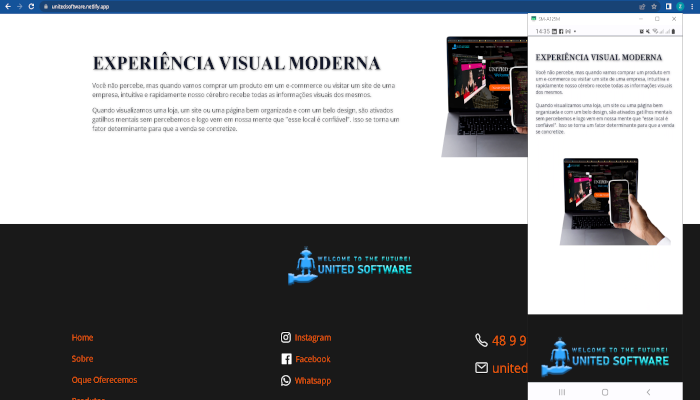 unitedsoftware.netlify.app
EXPERIÊNCIA VISUAL MODERNA
Você não percebe, mas quando vamos comprar um produto em um e-commerce ou visitar um site de uma
empresa, intuitiva e rapidamente nosso cérebro recebe todas as informações visuais dos mesmos.
Quando visualizamos uma loja, um site ou uma página bem organizada e com um belo design, são ativados
gatilhos mentais sem percebemos e logo vem em nossa mente que "esse local é confiável". Isso se torna um
fator determinante para que a venda se concretize.
WELCOME TO THE FUTURE!
UNITED SOFTWARE
Home
Sobre
Oque Oferecemos
Produtos
Instagram
Facebook
Whatsapp
48 9 9
united
14:35
EXPERIÊNCIA VISUAL MODERNA
Você não percebe, mas quando vamos comprar um produto em
um e-commerce ou visitar um site de uma empresa, intuitiva e
rapidamente nosso cérebro recebe todas as informações visuais
dos mesmos.
Quando visualizamos uma loja, um site ou uma página bem
organizada e com um belo design, são ativados gatilhos mentais
sem percebemos e logo vem em nossa mente que "esse local é
confiável". Isso se torna um fator determinante para que a venda
se concretize.
WELCOME TO THE FUTURE!
UNITED SOFTWARE